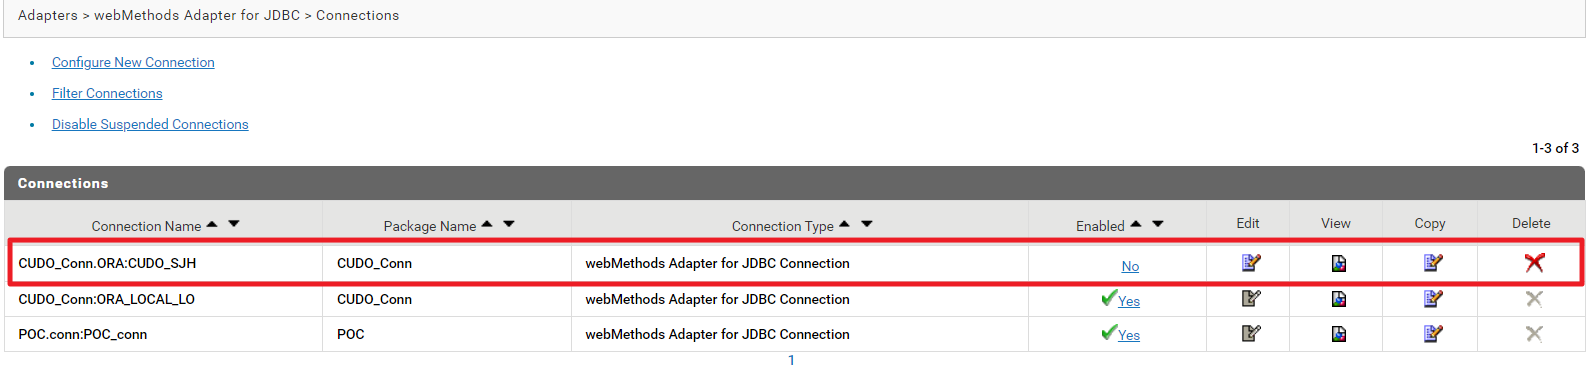 Adapters > webMethods Adapter for JDBC > Connections
Configure New Connection
Filter Connections
Disable Suspended Connections
1-3 of 3
Connections
Connection Name Package Name Connection Type Enabled Edit View Copy Delete
CUDO_Conn.ORA:CUDO_SJH CUDO_Conn webMethods Adapter for JDBC Connection No
CUDO_Conn:ORA_LOCAL_LO CUDO_Conn webMethods Adapter for JDBC Connection Yes
POC.conn:POC_conn POC webMethods Adapter for JDBC Connection Yes
1